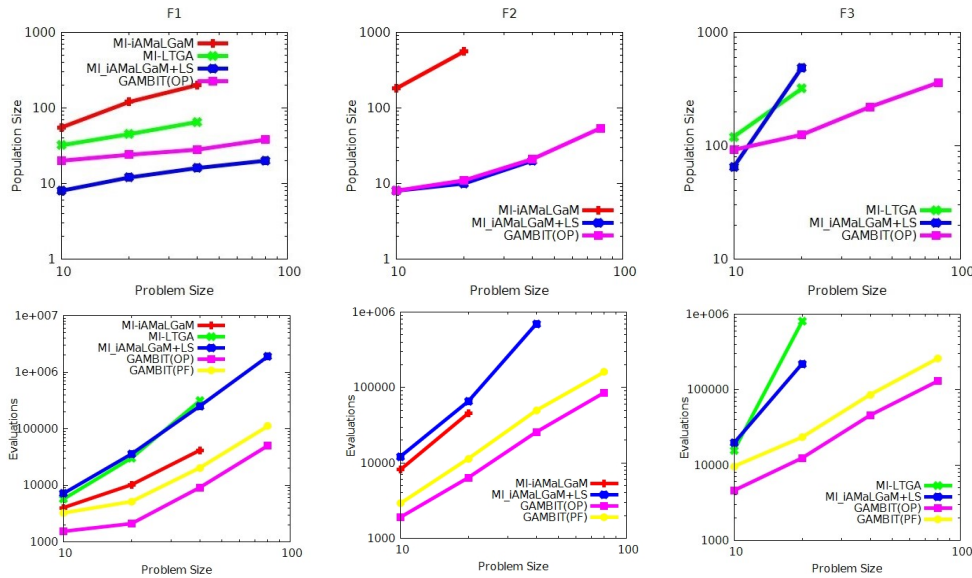 F1
F2
F3
Population Size
1000
100
10
1
MI-iAMaLGaM
MI-LTGA
MI_iAMaLGaM+LS
GAMBIT(OP)
10
100
Problem Size
Population Size
1000
100
10
1
MI-iAMaLGaM
MI_iAMaLGaM+LS
GAMBIT(OP)
10
100
Problem Size
Population Size
1000
100
10
MI-LTGA
MI_iAMaLGaM+LS
GAMBIT(OP)
10
100
Problem Size
Evaluations
1e+007
1e+006
100000
10000
1000
MI-iAMaLGaM
MI-LTGA
MI_iAMaLGaM+LS
GAMBIT(OP)
GAMBIT(PF)
10
100
Problem Size
Evaluations
1e+006
100000
10000
1000
MI-iAMaLGaM
MI_iAMaLGaM+LS
GAMBIT(OP)
GAMBIT(PF)
10
100
Problem Size
Evaluations
1e+006
100000
10000
1000
MI-LTGA
MI_iAMaLGaM+LS
GAMBIT(OP)
GAMBIT(PF)
10
100
Problem Size